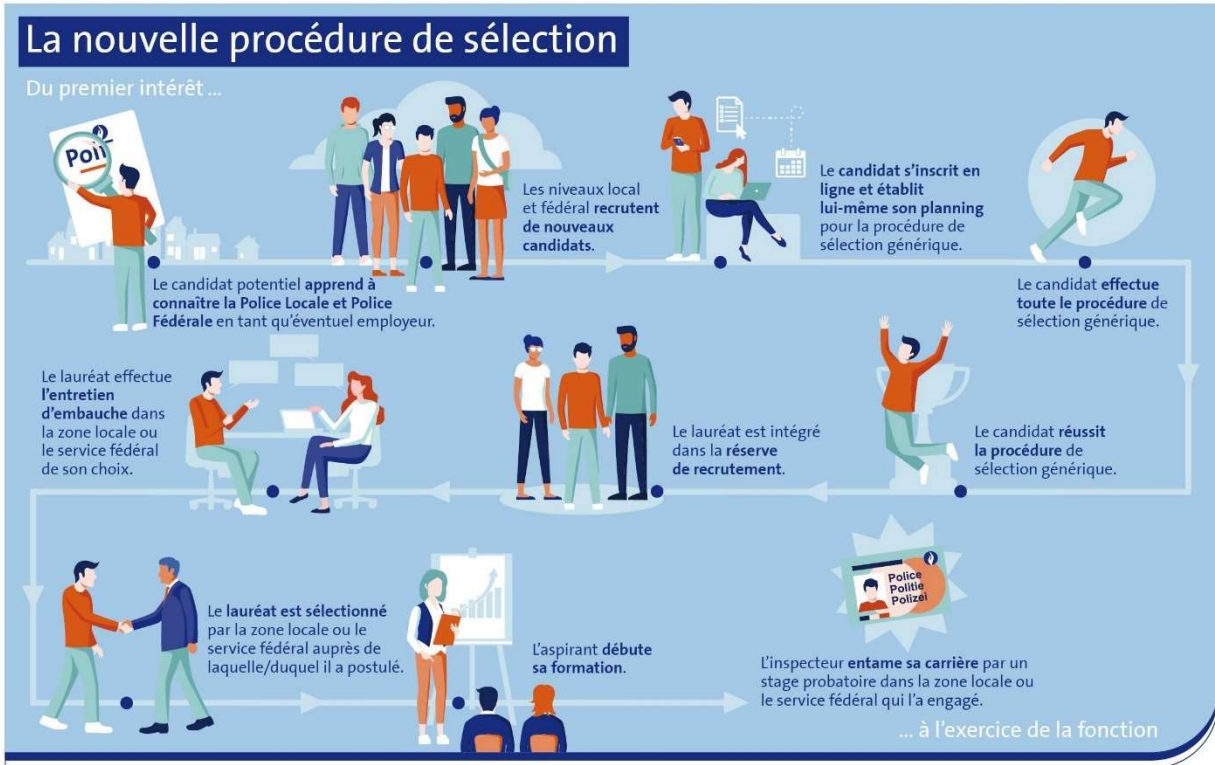 La nouvelle procédure de sélection
Du premier intérêt ...
Poli
Les niveaux local
et fédéral recrutent
de nouveaux
candidats.
Le candidat s'inscrit en
ligne et établit
lui-même son planning
pour la procédure de
sélection générique.
Le candidat potentiel apprend à
connaître la Police Locale et Police
Fédérale en tant qu'éventuel employeur.
Le candidat effectue
toute le procédure de
sélection générique.
Le lauréat effectue
l'entretien
d'embauche dans
la zone locale ou
le service fédéral
de son choix.
Le lauréat est intégré
dans la réserve
de recrutement.
Le candidat réussit
la procédure de
sélection générique.
Le lauréat est sélectionné
par la zone locale ou le
service fédéral auprès de
laquelle/duquel il a postulé.
L'aspirant débute
sa formation.
Police
Politie
Polizei
L'inspecteur entame sa carrière par un
stage probatoire dans la zone locale ou
le service fédéral qui l'a engagé.
... à l'exercice de la fonction